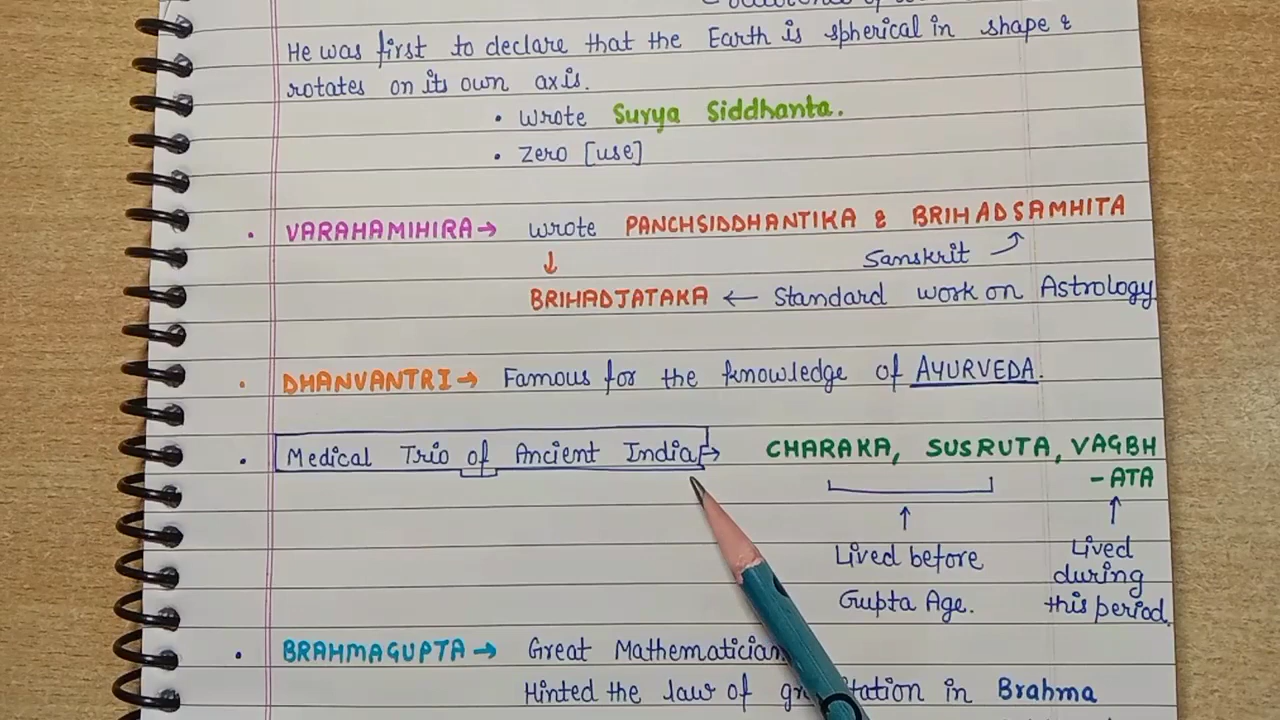 He was first to declare that the Earth is spherical in shape &
rotates on its own axis.
• wrote Surya Siddhanta.
• Zero [use]
• VARAHAMIHIRA → wrote PANCHSIDDHANTIKA & BRIHADSAMHITA
↓ Sanskrit
BRIHADJATAKA ← Standard work on Astrology
• DHANVANTRI → Famous for the knowledge of AYURVEDA.
• Medical Trio of Ancient India → CHARAKA, SUSRUTA, VAGBH
-ATA
↑ ↑
Lived before Lived
Gupta Age. during
this period.
• BRAHMAGUPTA → Great Mathematician
Hinted the law of gravitation in Brahma